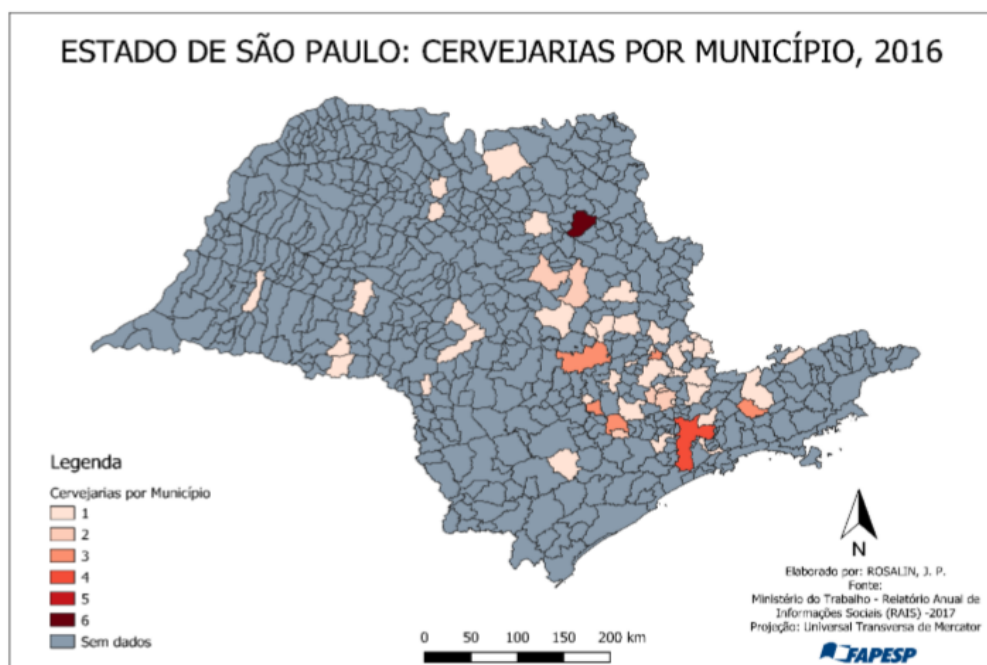 ESTADO DE SÃO PAULO: CERVEJARIAS POR MUNICÍPIO, 2016
Legenda
Cervejarias por Município
1
2
3
4
5
6
Sem dados
0 50 100 150 200 km
N
Elaborado por: ROSALIN, J. P.
Fonte:
Ministério do Trabalho - Relatório Anual de
Informações Sociais (RAIS) -2017
Projeção: Universal Transversa de Mercator
FAPESP